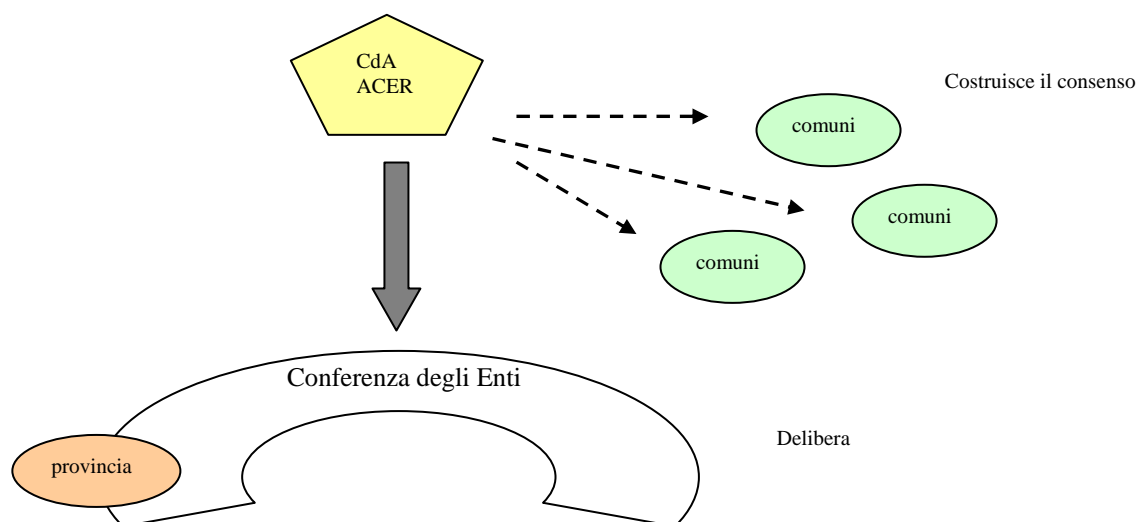 CdA
ACER
Costruisce il consenso
comuni
comuni
comuni
Conferenza degli Enti
Delibera
provincia